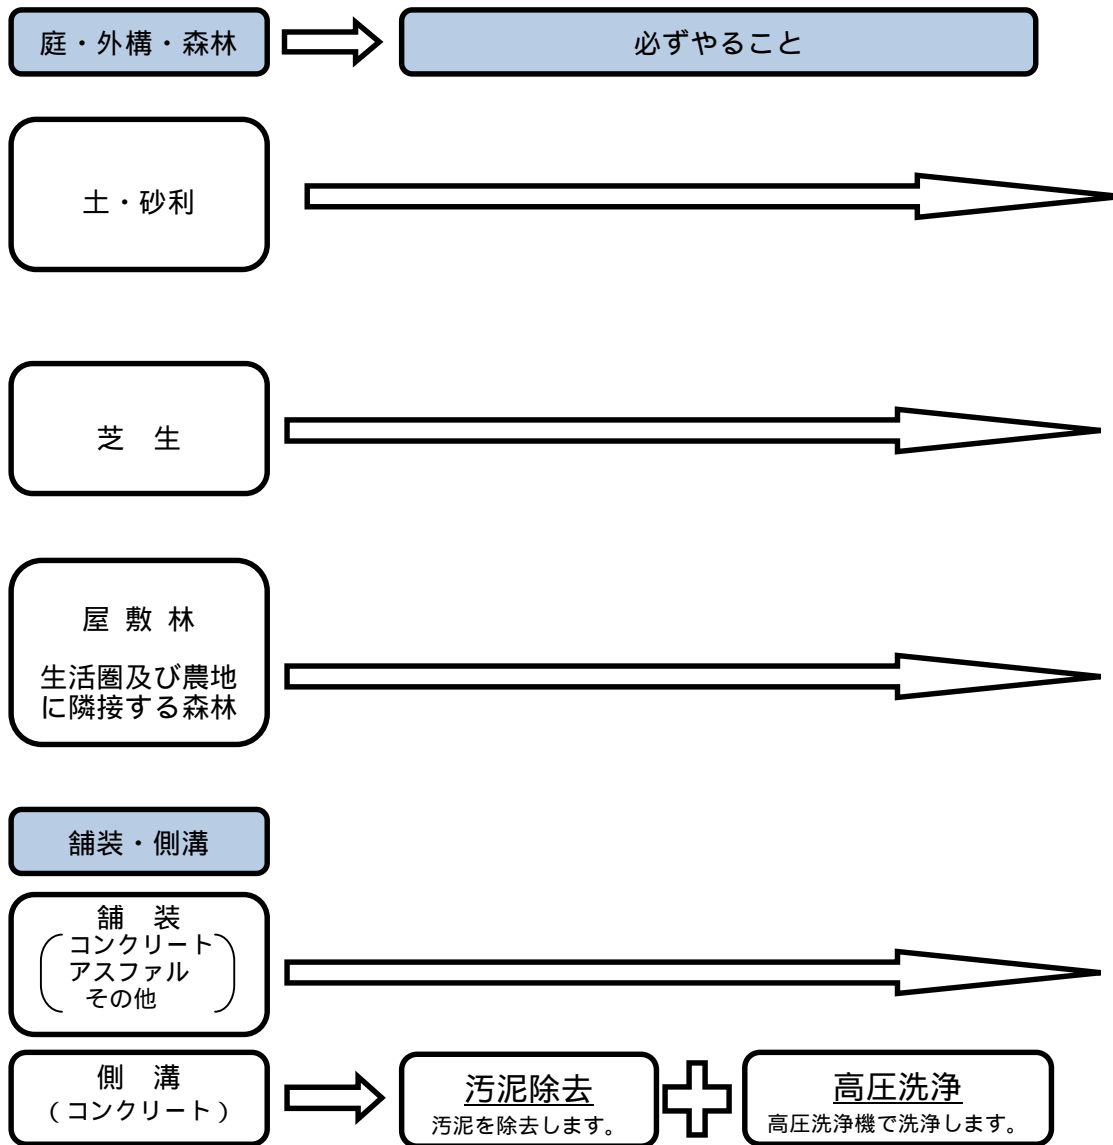 庭・外構・森林
必ずやること
土・砂利
芝　生
屋 敷 林
生活圏及び農地
に隣接する森林
舗装・側溝
舗　装
コンクリート
アスファル
その他
側　溝
（コンクリート）
汚泥除去
汚泥を除去します。
高圧洗浄
高圧洗浄機で洗浄します。